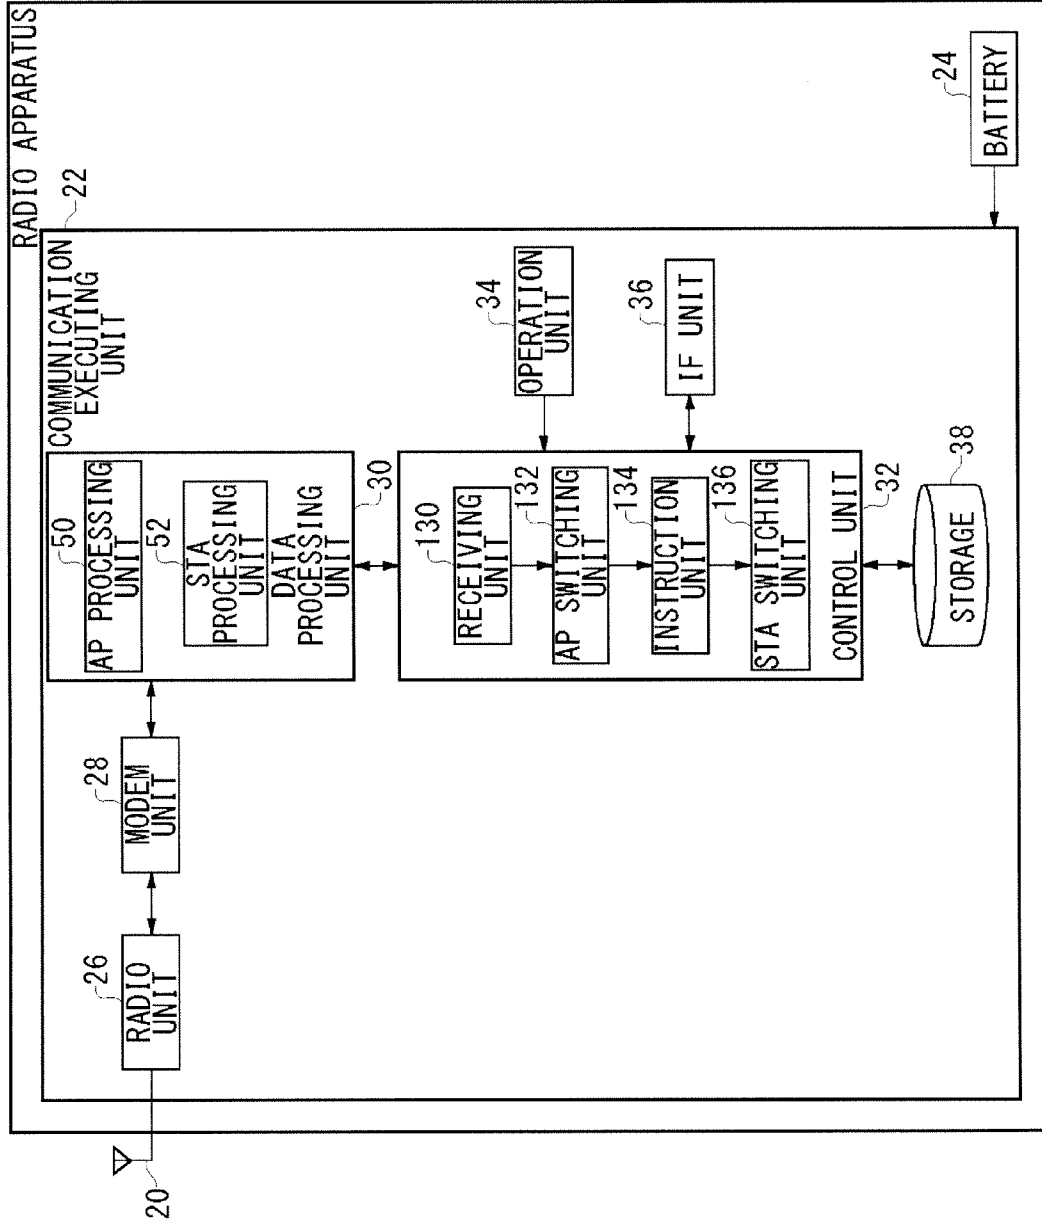 RADIO APPARATUS
22
COMMUNICATION
EXECUTING
UNIT
20
26
RADIO
UNIT
28
MODEM
UNIT
50
AP PROCESSING
UNIT
52
STA
PROCESSING
UNIT
DATA
PROCESSING
UNIT
30
130
RECEIVING
UNIT
132
AP SWITCHING
UNIT
134
INSTRUCTION
UNIT
136
STA SWITCHING
UNIT
CONTROL UNIT
32
34
OPERATION
UNIT
36
IF UNIT
38
STORAGE
24
BATTERY